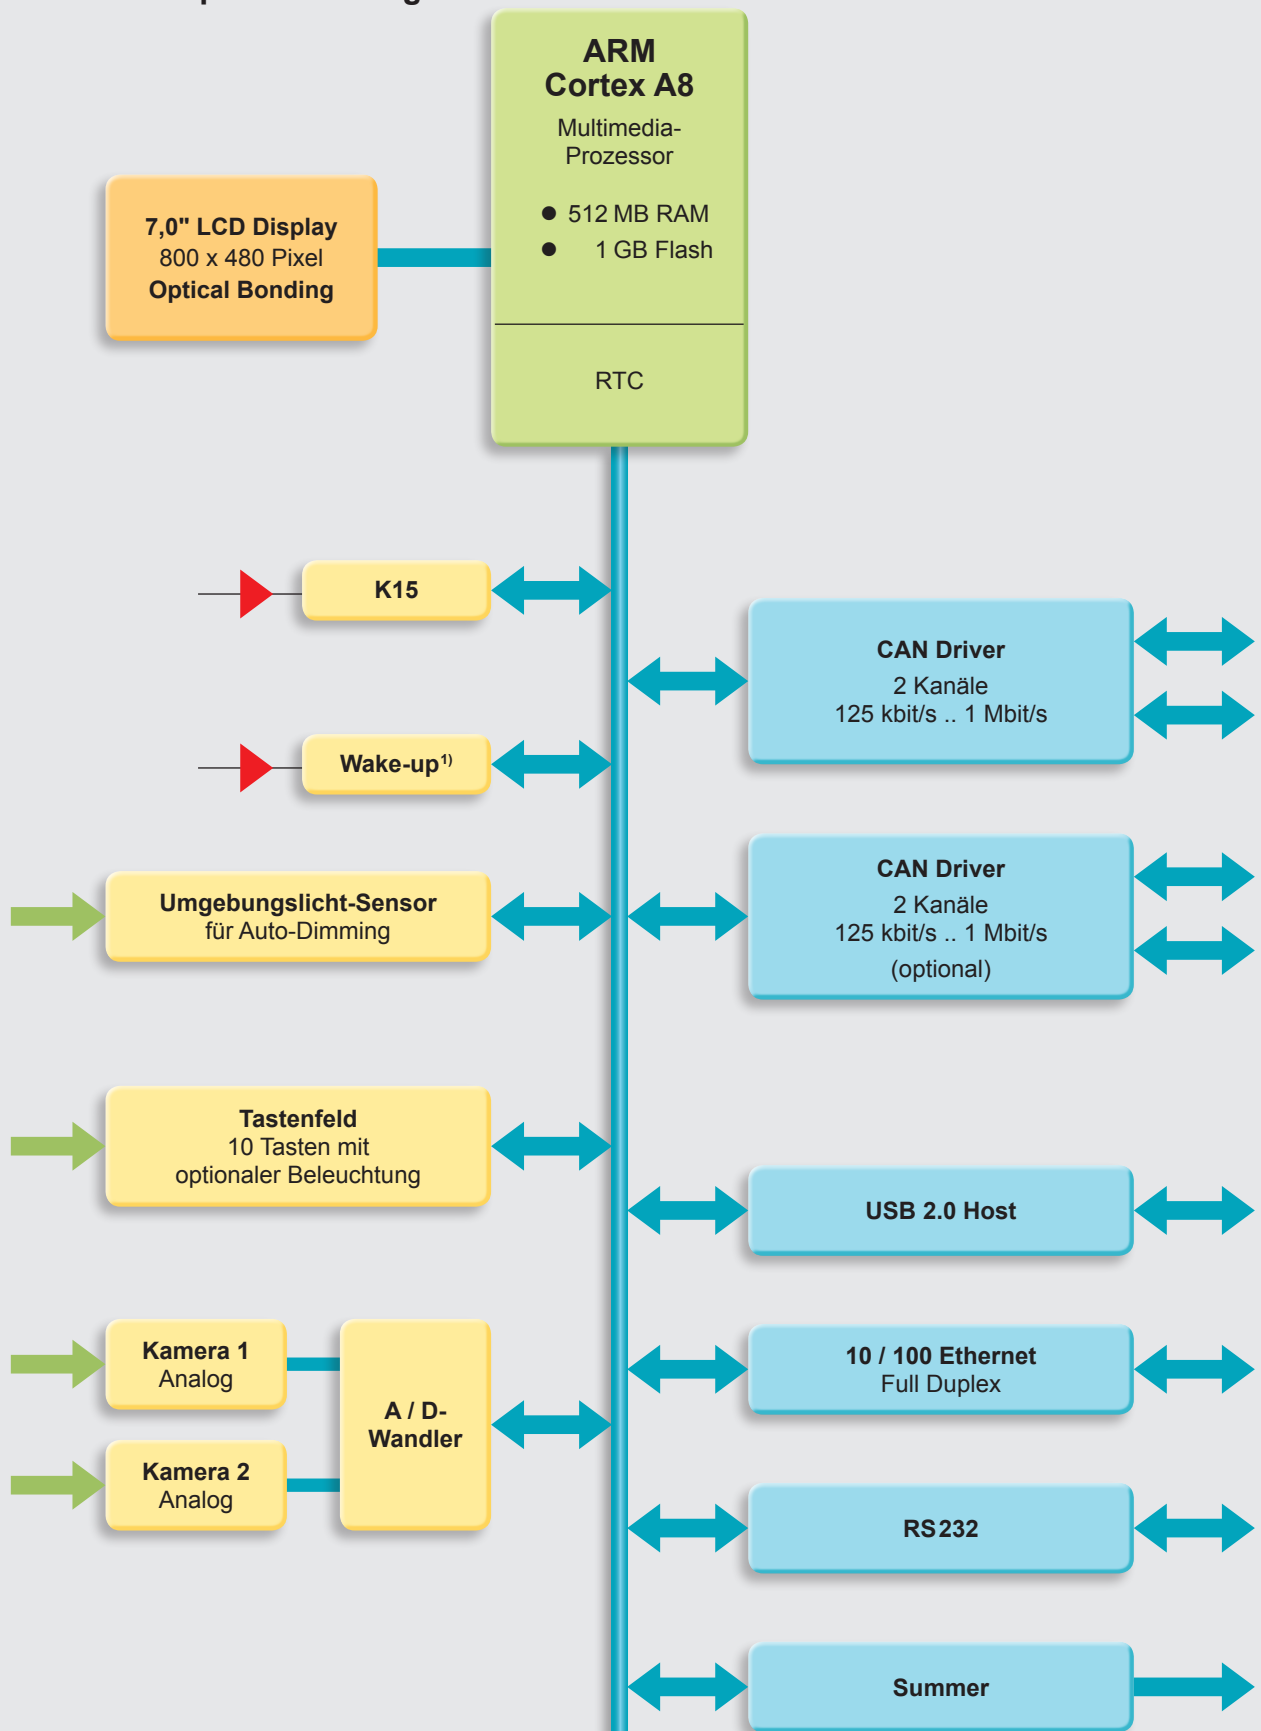 ARM
Cortex A8
Multimedia-
Prozessor
● 512 MB RAM
● 1 GB Flash
RTC
7,0" LCD Display
800 x 480 Pixel
Optical Bonding
K15
CAN Driver
2 Kanäle
125 kbit/s .. 1 Mbit/s
Wake-up¹⁾
Umgebungslicht-Sensor
für Auto-Dimming
CAN Driver
2 Kanäle
125 kbit/s .. 1 Mbit/s
(optional)
Tastenfeld
10 Tasten mit
optionaler Beleuchtung
USB 2.0 Host
Kamera 1
Analog
A / D-
Wandler
Kamera 2
Analog
10 / 100 Ethernet
Full Duplex
RS232
Summer